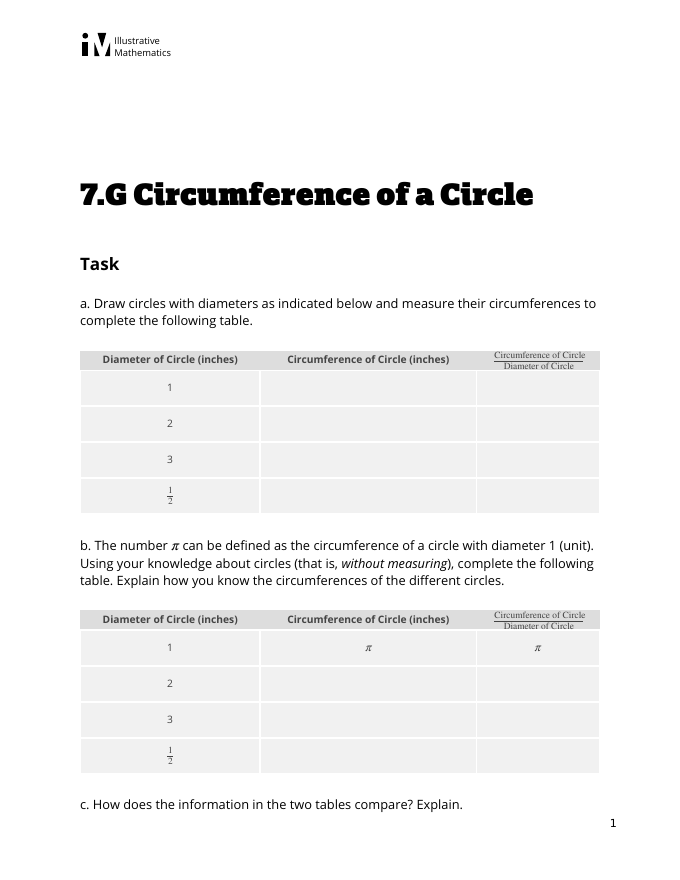 Illustrative
Mathematics
7.G Circumference of a Circle
Task
a. Draw circles with diameters as indicated below and measure their circumferences to
complete the following table.
Diameter of Circle (inches) Circumference of Circle (inches) Circumference of Circle / Diameter of Circle
1
2
3
1/2
b. The number π can be defined as the circumference of a circle with diameter 1 (unit).
Using your knowledge about circles (that is, without measuring), complete the following
table. Explain how you know the circumferences of the different circles.
Diameter of Circle (inches) Circumference of Circle (inches) Circumference of Circle / Diameter of Circle
1 π π
2
3
1/2
c. How does the information in the two tables compare? Explain.
1